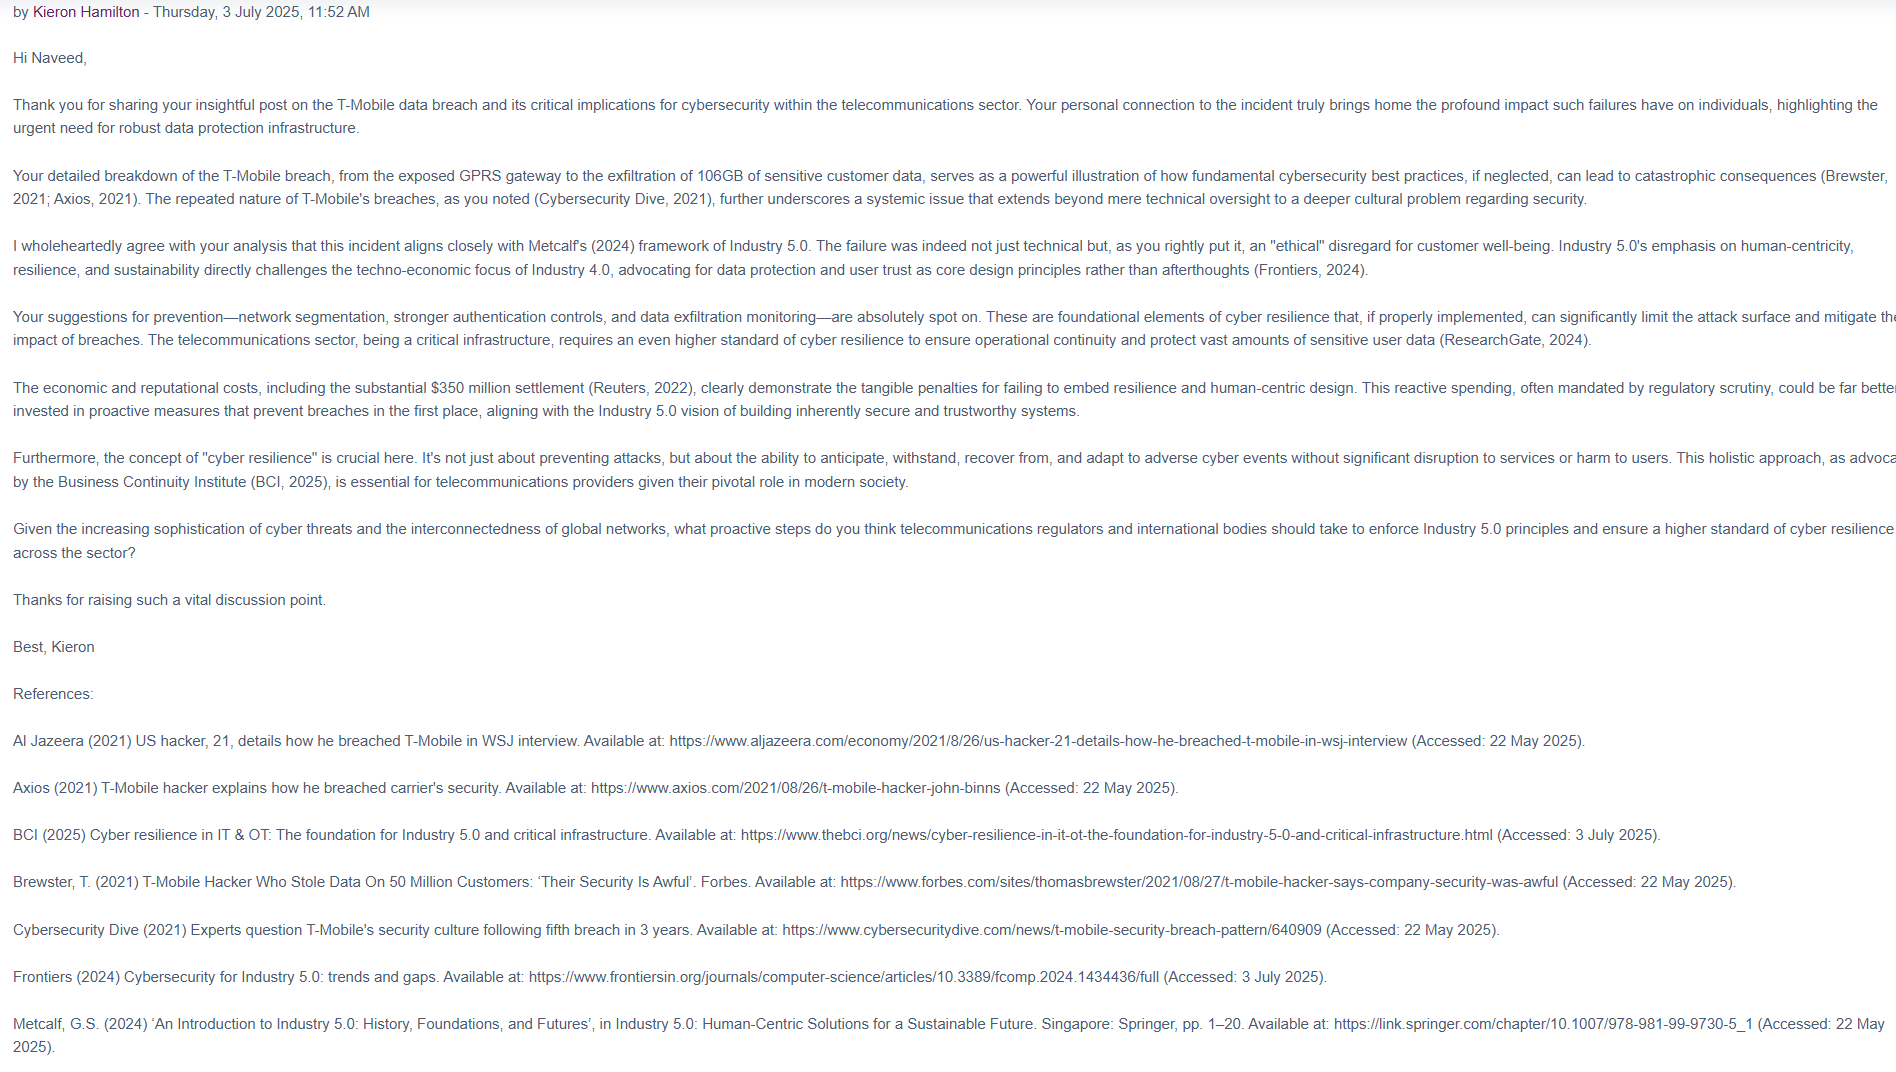 by Kieron Hamilton - Thursday, 3 July 2025, 11:52 AM
Hi Naveed,
Thank you for sharing your insightful post on the T-Mobile data breach and its critical implications for cybersecurity within the telecommunications sector. Your personal connection to the incident truly brings home the profound impact such failures have on individuals, highlighting the
urgent need for robust data protection infrastructure.
Your detailed breakdown of the T-Mobile breach, from the exposed GPRS gateway to the exfiltration of 106GB of sensitive customer data, serves as a powerful illustration of how fundamental cybersecurity best practices, if neglected, can lead to catastrophic consequences (Brewster,
2021; Axios, 2021). The repeated nature of T-Mobile's breaches, as you noted (Cybersecurity Dive, 2021), further underscores a systemic issue that extends beyond mere technical oversight to a deeper cultural problem regarding security.
I wholeheartedly agree with your analysis that this incident aligns closely with Metcalf's (2024) framework of Industry 5.0. The failure was indeed not just technical but, as you rightly put it, an "ethical" disregard for customer well-being. Industry 5.0's emphasis on human-centricity,
resilience, and sustainability directly challenges the techno-economic focus of Industry 4.0, advocating for data protection and user trust as core design principles rather than afterthoughts (Frontiers, 2024).
Your suggestions for prevention—network segmentation, stronger authentication controls, and data exfiltration monitoring—are absolutely spot on. These are foundational elements of cyber resilience that, if properly implemented, can significantly limit the attack surface and mitigate the
impact of breaches. The telecommunications sector, being a critical infrastructure, requires an even higher standard of cyber resilience to ensure operational continuity and protect vast amounts of sensitive user data (ResearchGate, 2024).
The economic and reputational costs, including the substantial $350 million settlement (Reuters, 2022), clearly demonstrate the tangible penalties for failing to embed resilience and human-centric design. This reactive spending, often mandated by regulatory scrutiny, could be far better
invested in proactive measures that prevent breaches in the first place, aligning with the Industry 5.0 vision of building inherently secure and trustworthy systems.
Furthermore, the concept of "cyber resilience" is crucial here. It's not just about preventing attacks, but about the ability to anticipate, withstand, recover from, and adapt to adverse cyber events without significant disruption to services or harm to users. This holistic approach, as advoca
by the Business Continuity Institute (BCI, 2025), is essential for telecommunications providers given their pivotal role in modern society.
Given the increasing sophistication of cyber threats and the interconnectedness of global networks, what proactive steps do you think telecommunications regulators and international bodies should take to enforce Industry 5.0 principles and ensure a higher standard of cyber resilience
across the sector?
Thanks for raising such a vital discussion point.
Best, Kieron
References:
Al Jazeera (2021) US hacker, 21, details how he breached T-Mobile in WSJ interview. Available at: https://www.aljazeera.com/economy/2021/8/26/us-hacker-21-details-how-he-breached-t-mobile-in-wsj-interview (Accessed: 22 May 2025).
Axios (2021) T-Mobile hacker explains how he breached carrier's security. Available at: https://www.axios.com/2021/08/26/t-mobile-hacker-john-binns (Accessed: 22 May 2025).
BCI (2025) Cyber resilience in IT & OT: The foundation for Industry 5.0 and critical infrastructure. Available at: https://www.thebci.org/news/cyber-resilience-in-it-ot-the-foundation-for-industry-5-0-and-critical-infrastructure.html (Accessed: 3 July 2025).
Brewster, T. (2021) T-Mobile Hacker Who Stole Data On 50 Million Customers: ‘Their Security Is Awful’. Forbes. Available at: https://www.forbes.com/sites/thomasbrewster/2021/08/27/t-mobile-hacker-says-company-security-was-awful (Accessed: 22 May 2025).
Cybersecurity Dive (2021) Experts question T-Mobile's security culture following fifth breach in 3 years. Available at: https://www.cybersecuritydive.com/news/t-mobile-security-breach-pattern/640909 (Accessed: 22 May 2025).
Frontiers (2024) Cybersecurity for Industry 5.0: trends and gaps. Available at: https://www.frontiersin.org/journals/computer-science/articles/10.3389/fcomp.2024.1434436/full (Accessed: 3 July 2025).
Metcalf, G.S. (2024) ‘An Introduction to Industry 5.0: History, Foundations, and Futures’, in Industry 5.0: Human-Centric Solutions for a Sustainable Future. Singapore: Springer, pp. 1–20. Available at: https://link.springer.com/chapter/10.1007/978-981-99-9730-5_1 (Accessed: 22 May
2025).